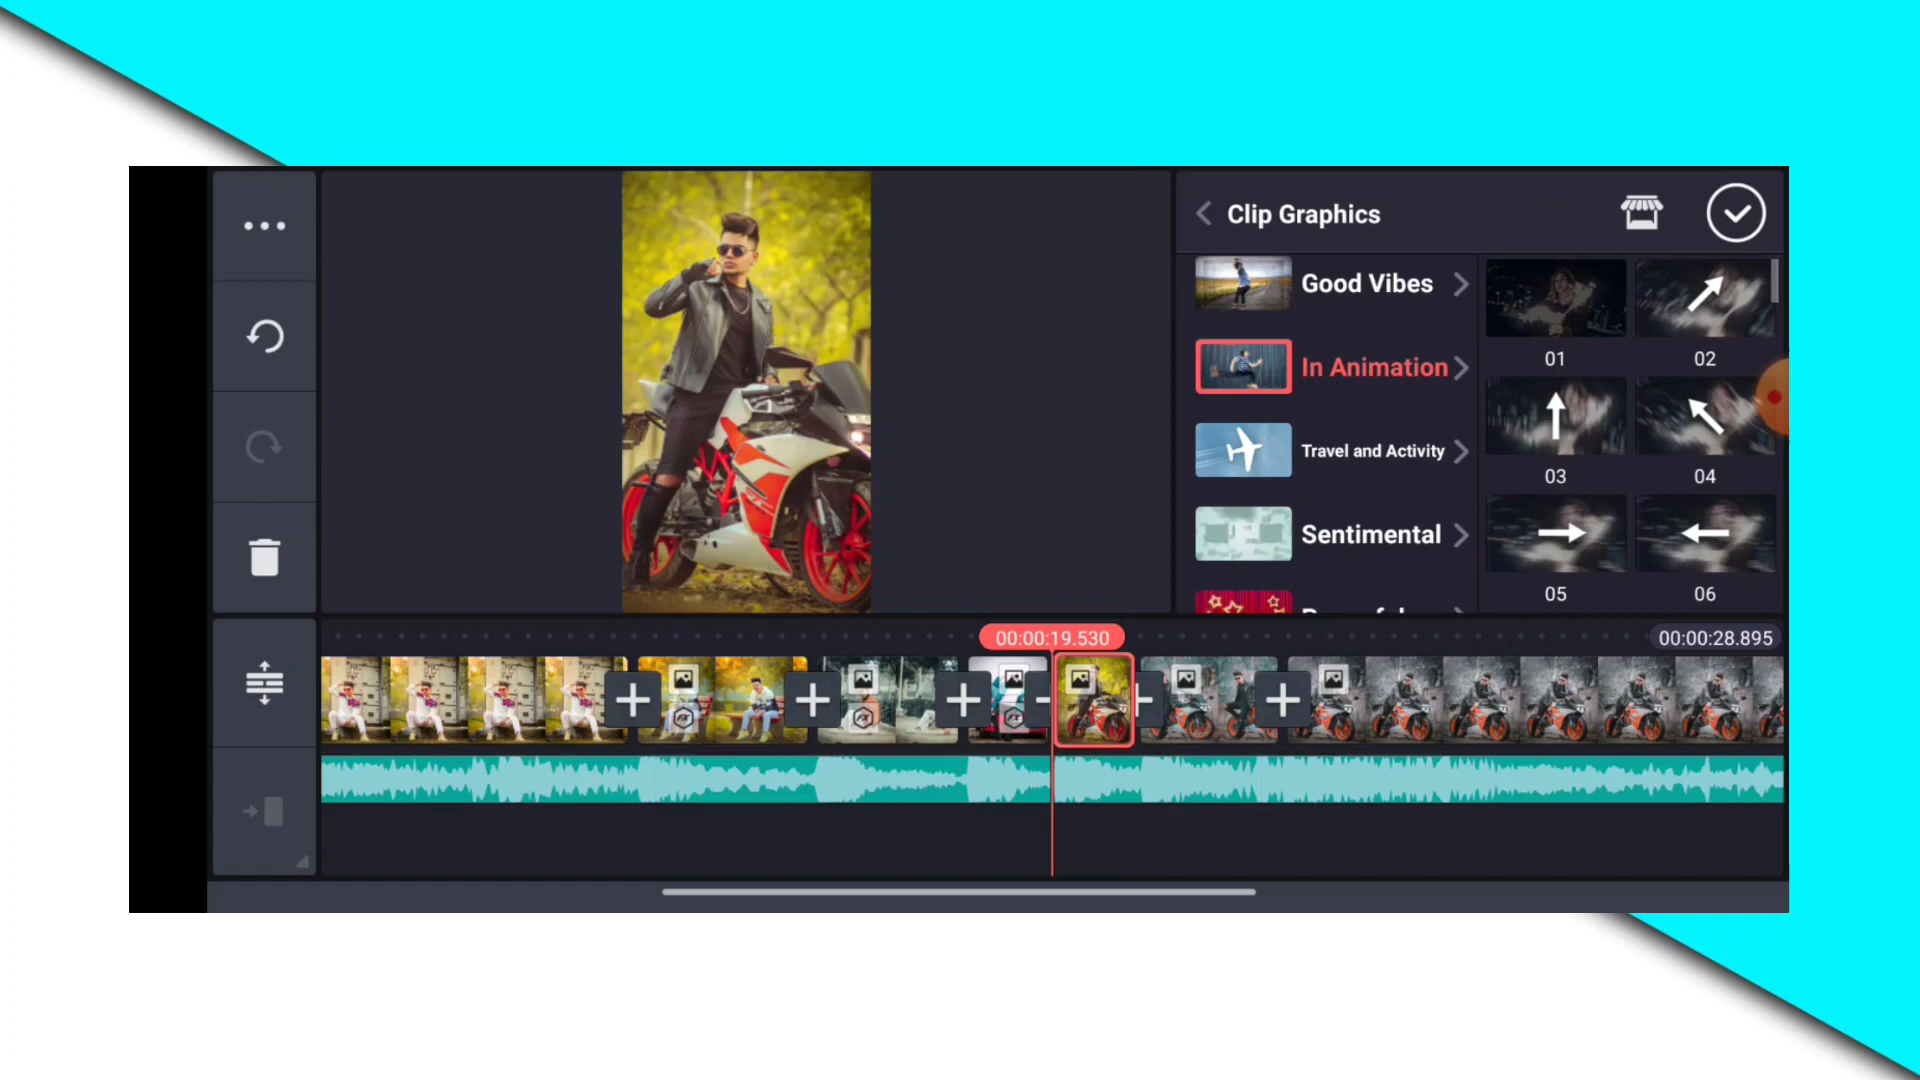 Clip Graphics
Good Vibes
In Animation
Travel and Activity
Sentimental
01
02
03
04
05
06
00:00:19.530
00:00:28.895